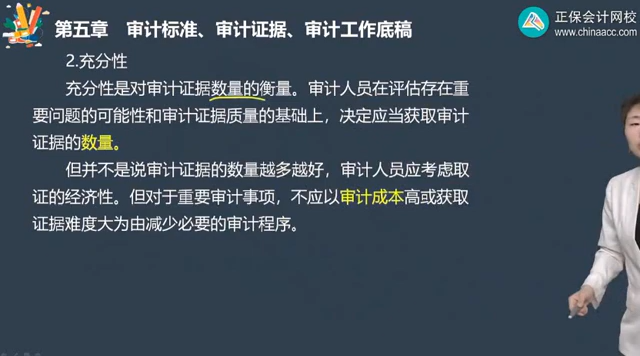 第五章 审计标准、审计证据、审计工作底稿
正保会计网校
www.chinaacc.com
2.充分性
充分性是对审计证据数量的衡量。审计人员在评估存在重
要问题的可能性和审计证据质量的基础上，决定应当获取审计
证据的数量。
但并不是说审计证据的数量越多越好，审计人员应考虑取
证的经济性。但对于重要审计事项，不应以审计成本高或获取
证据难度大为由减少必要的审计程序。